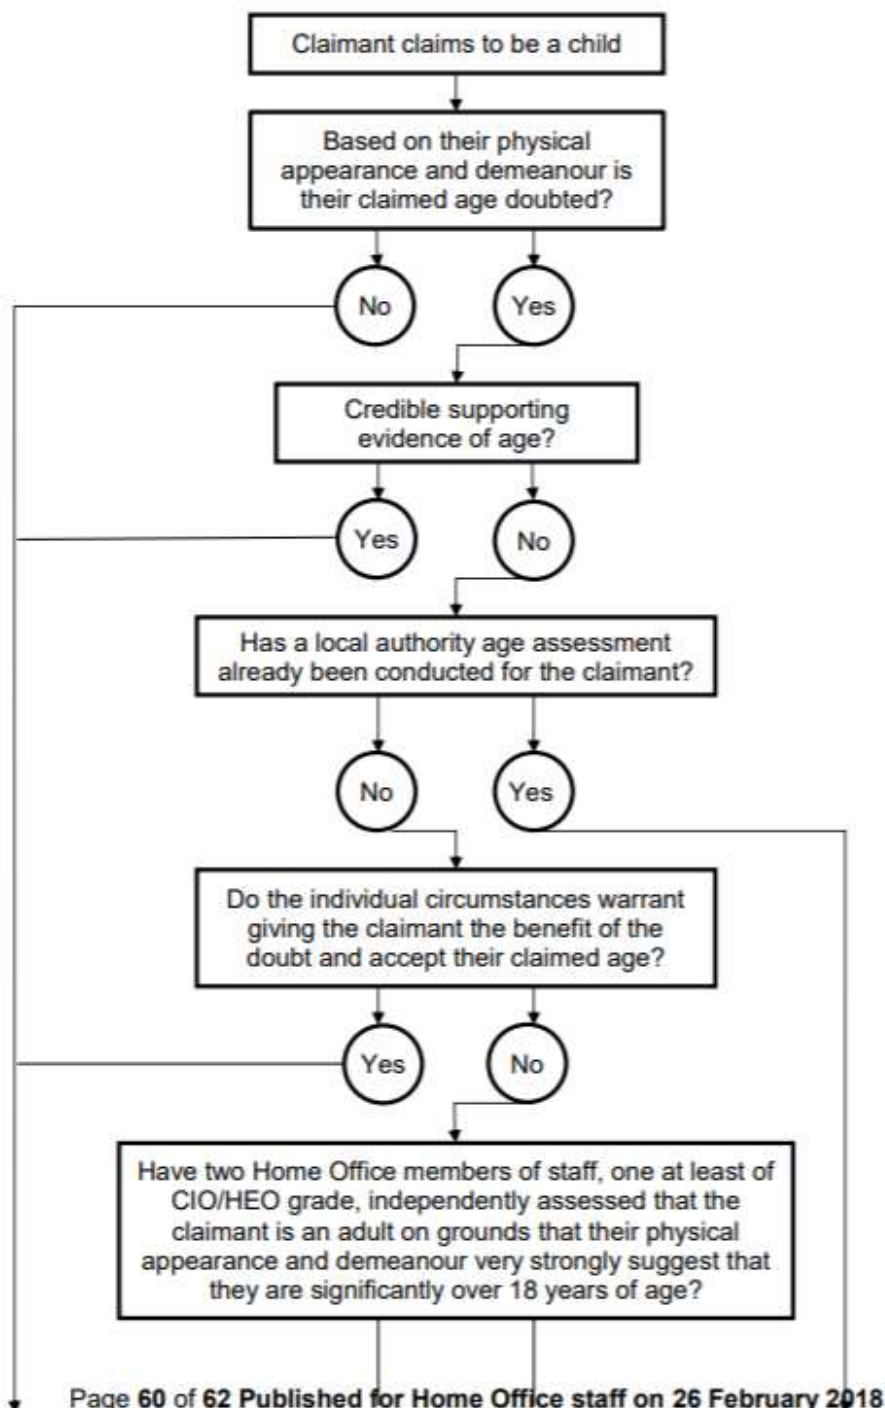 Claimant claims to be a child
Based on their physical
appearance and demeanour is
their claimed age doubted?
No
Yes
Credible supporting
evidence of age?
Yes
No
Has a local authority age assessment
already been conducted for the claimant?
No
Yes
Do the individual circumstances warrant
giving the claimant the benefit of the
doubt and accept their claimed age?
Yes
No
Have two Home Office members of staff, one at least of
CIO/HEO grade, independently assessed that the
claimant is an adult on grounds that their physical
appearance and demeanour very strongly suggest that
they are significantly over 18 years of age?
Page 60 of 62 Published for Home Office staff on 26 February 2018